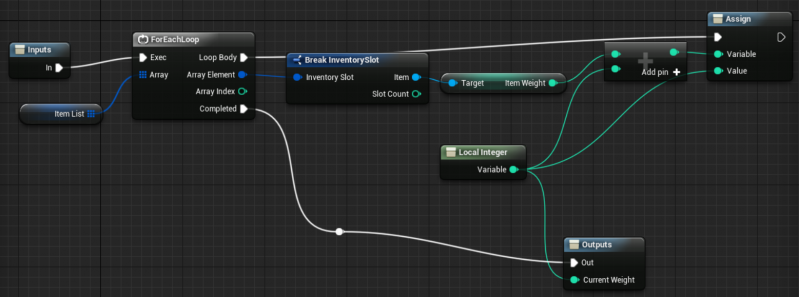 Inputs
In
Item List
ForEachLoop
Exec
Loop Body
Array
Array Element
Array Index
Completed
Break InventorySlot
Inventory Slot
Item
Slot Count
Target
Item Weight
Add pin
Assign
Variable
Value
Local Integer
Variable
Outputs
Out
Current Weight